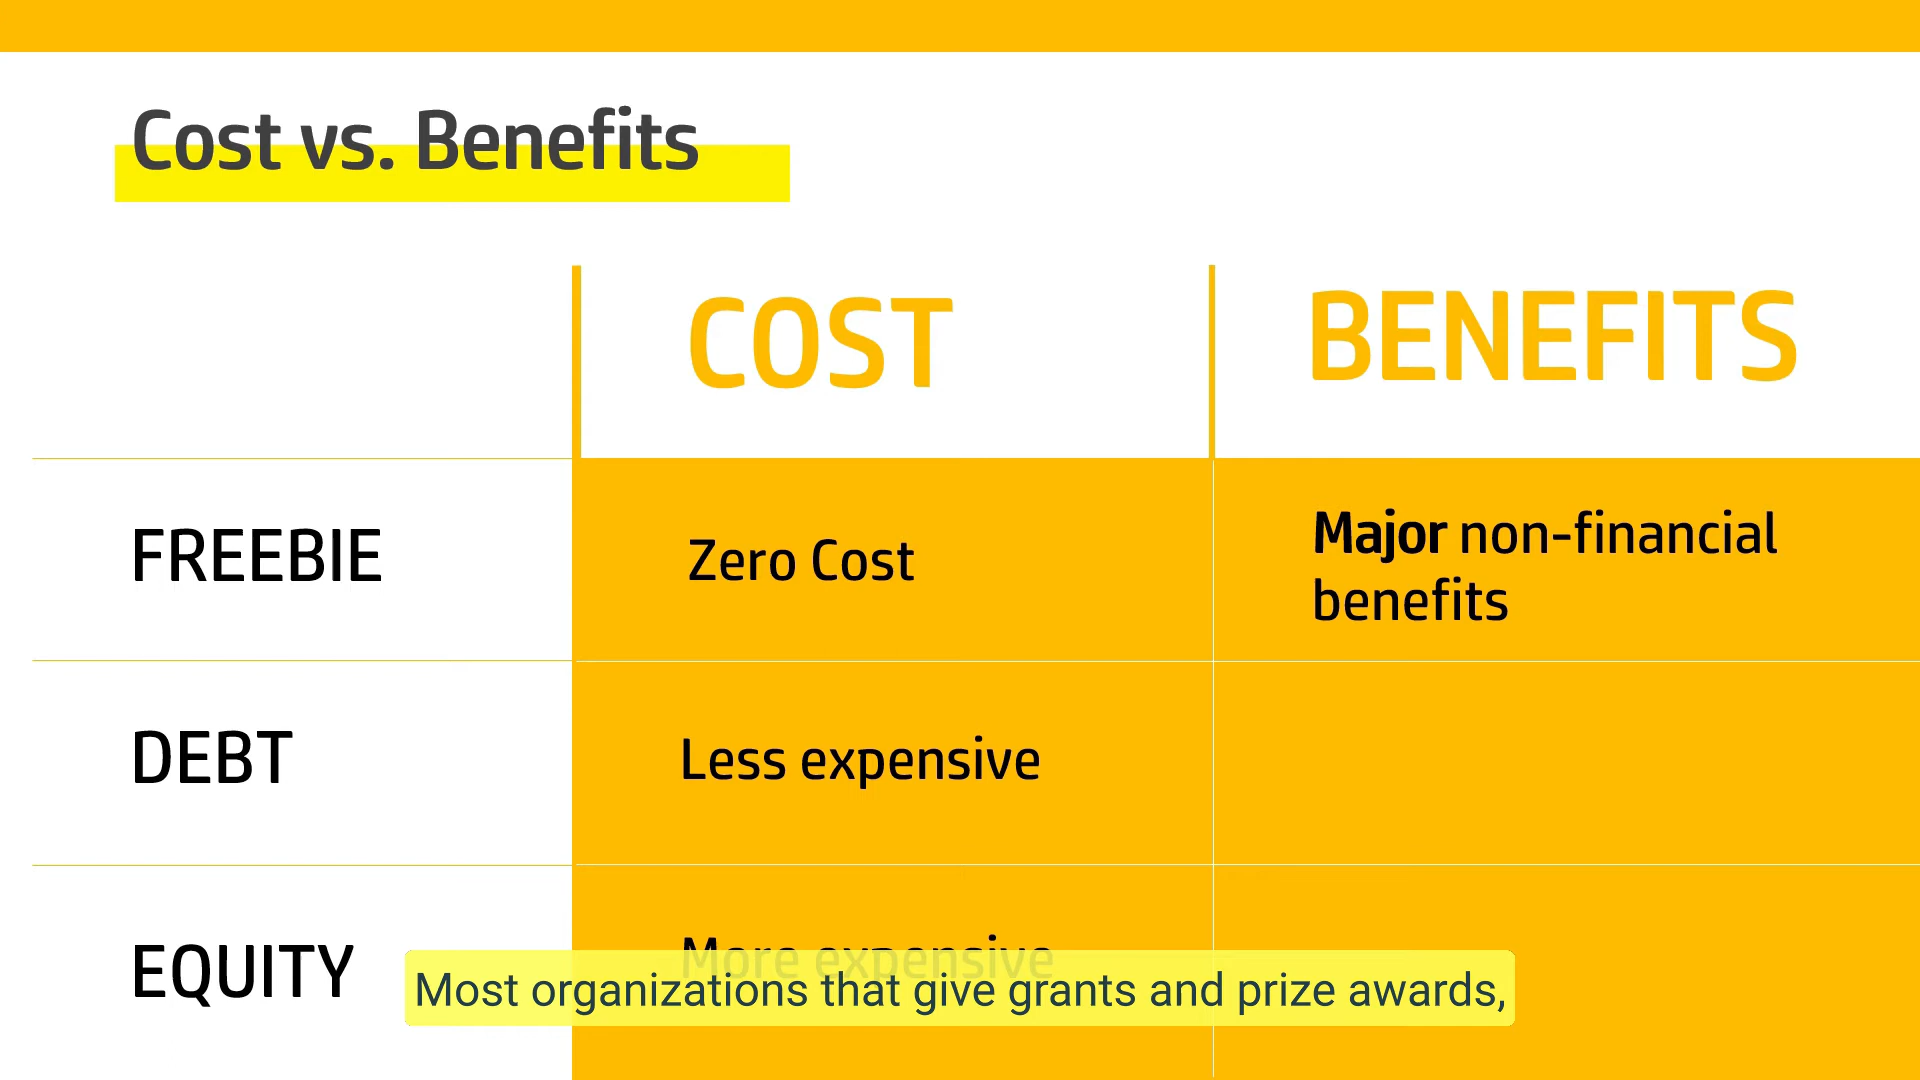 Cost vs. Benefits
COST
BENEFITS
FREEBIE
Zero Cost
Major non-financial
benefits
DEBT
Less expensive
EQUITY
More expensive
Most organizations that give grants and prize awards,